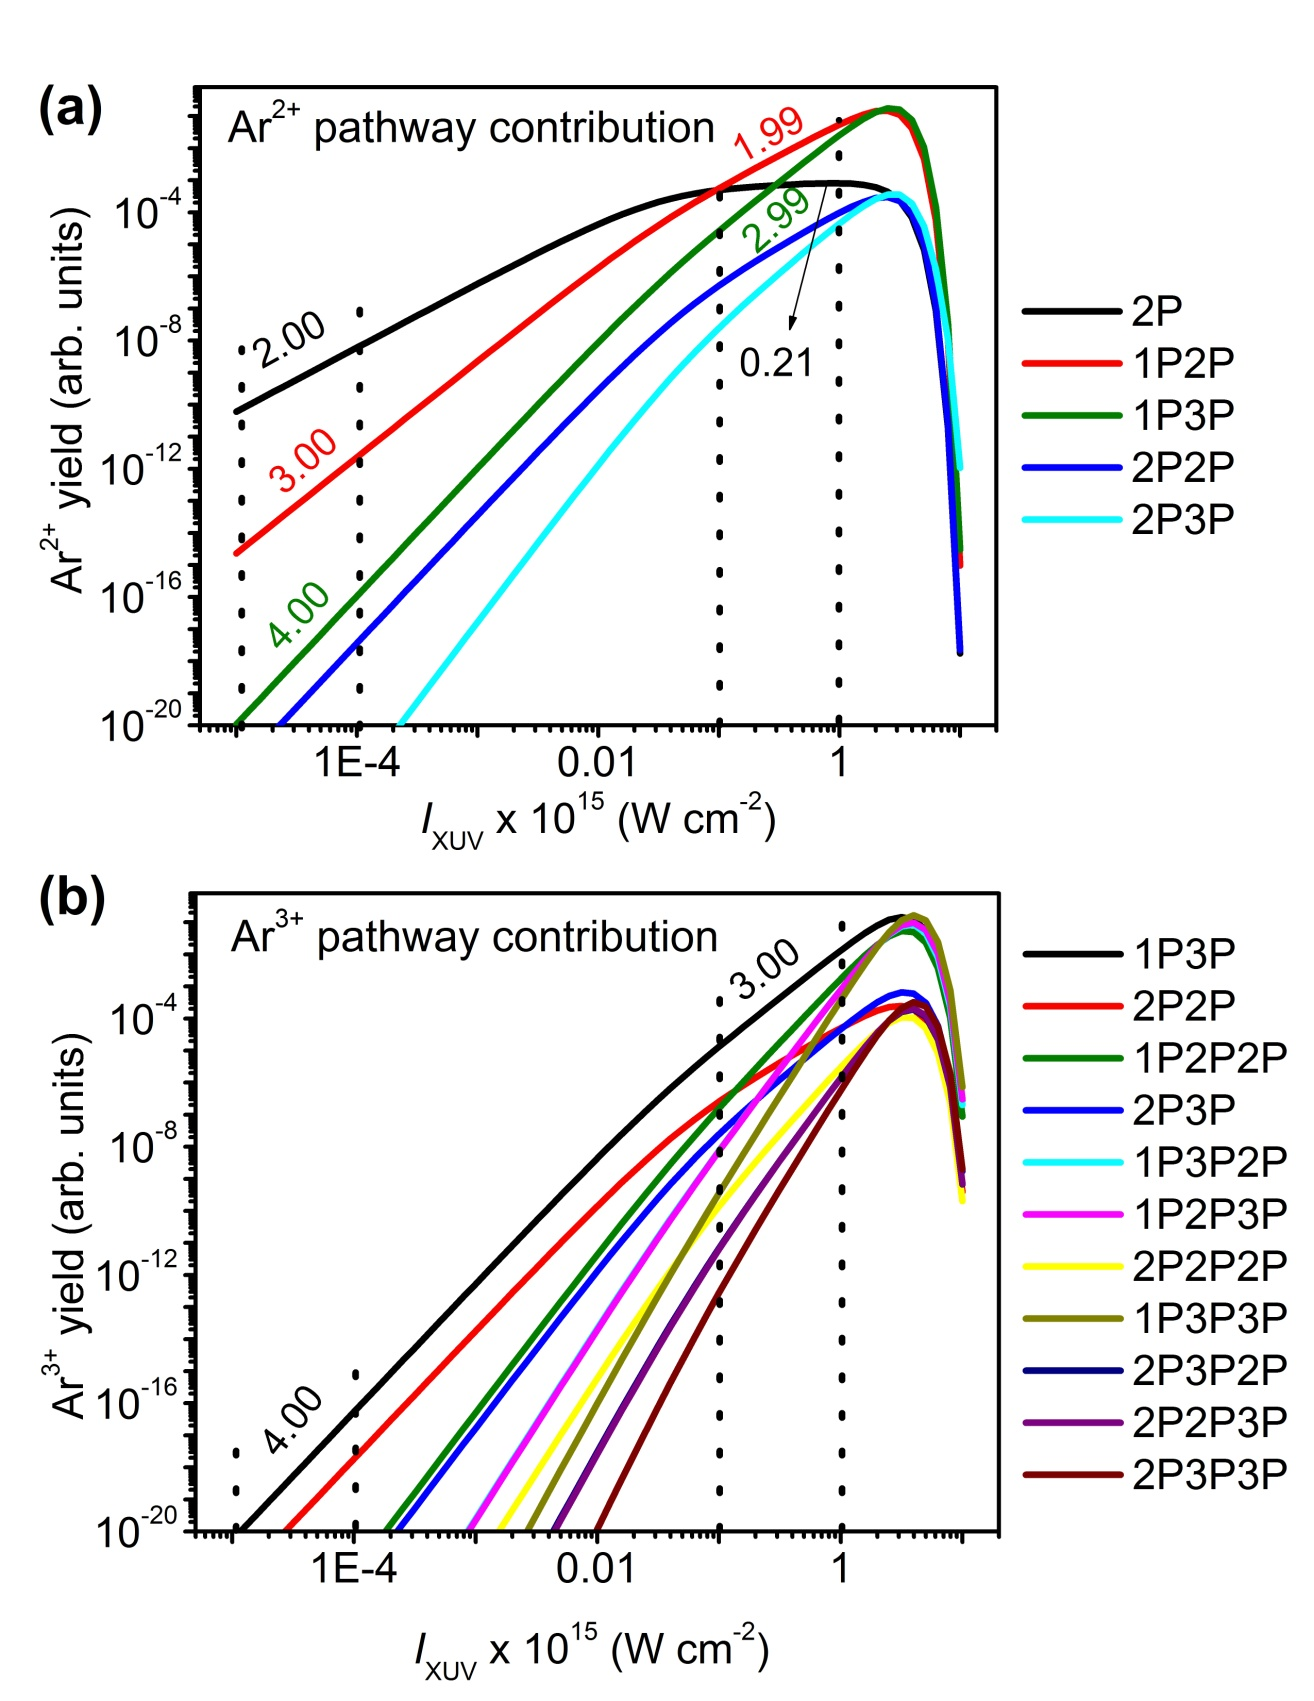 (a)
Ar2+ pathway contribution
1.99
2.99
2.00
0.21
3.00
4.00
10-4
10-8
10-12
10-16
10-20
Ar2+ yield (arb. units)
1E-4 0.01 1
IXUV x 1015 (W cm-2)
2P
1P2P
1P3P
2P2P
2P3P
(b)
Ar3+ pathway contribution
3.00
4.00
10-4
10-8
10-12
10-16
10-20
Ar3+ yield (arb. units)
1E-4 0.01 1
IXUV x 1015 (W cm-2)
1P3P
2P2P
1P2P2P
2P3P
1P3P2P
1P2P3P
2P2P2P
1P3P3P
2P3P2P
2P2P3P
2P3P3P